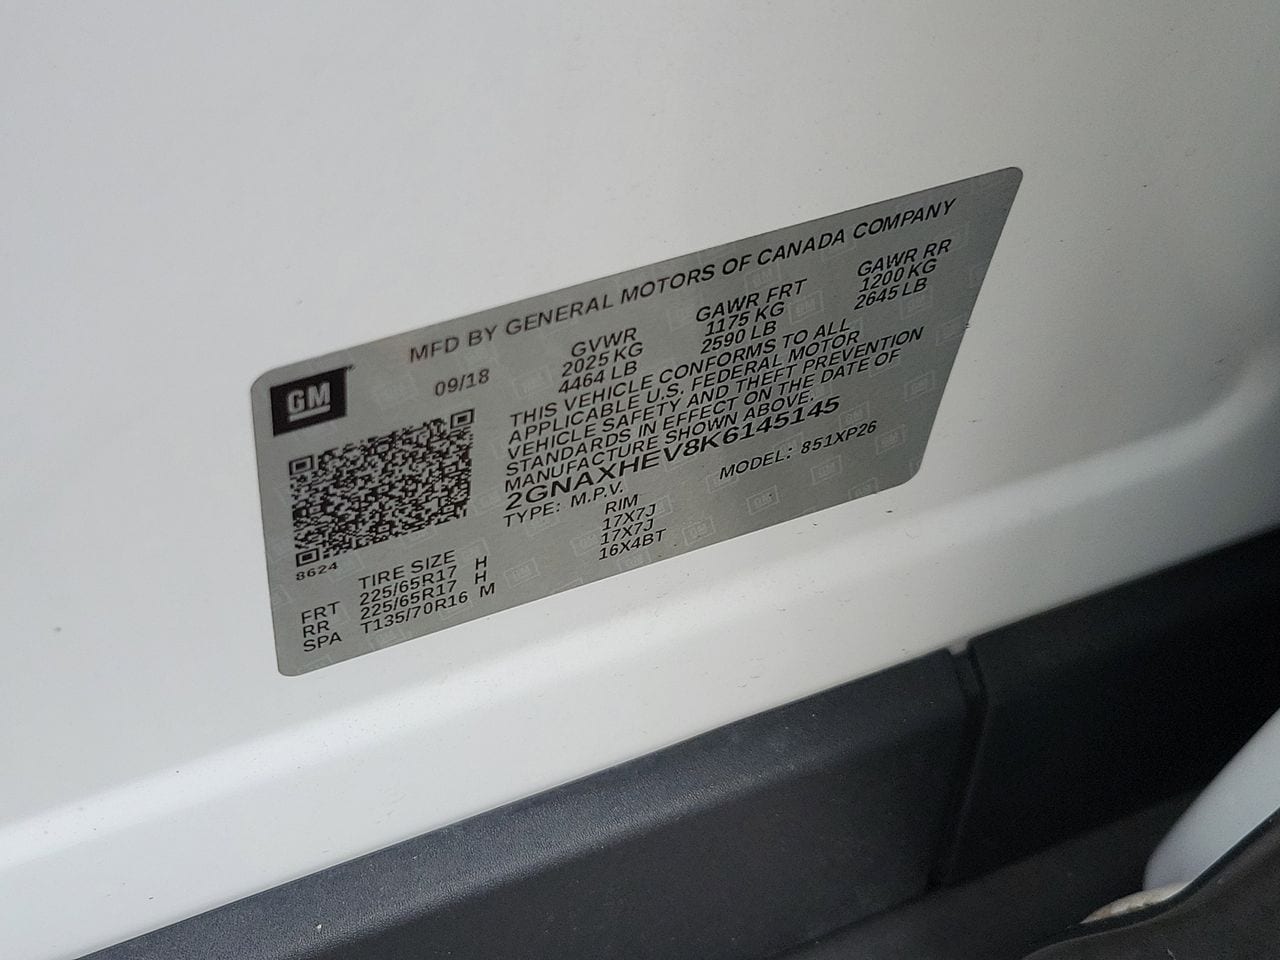 MFD BY GENERAL MOTORS OF CANADA COMPANY
GM
09/18
GVWR GAWR FRT GAWR RR
2025 KG 1175 KG 1200 KG
4464 LB 2590 LB 2645 LB
THIS VEHICLE CONFORMS TO ALL
APPLICABLE U.S. FEDERAL MOTOR
VEHICLE SAFETY AND THEFT PREVENTION
STANDARDS IN EFFECT ON THE DATE OF
MANUFACTURE SHOWN ABOVE.
2GNAXHEV8K6145145
TYPE: M.P.V. MODEL: 851XP26
8624
TIRE SIZE RIM
FRT 225/65R17 H 17X7J
RR 225/65R17 H 17X7J
SPA T135/70R16 M 16X4BT